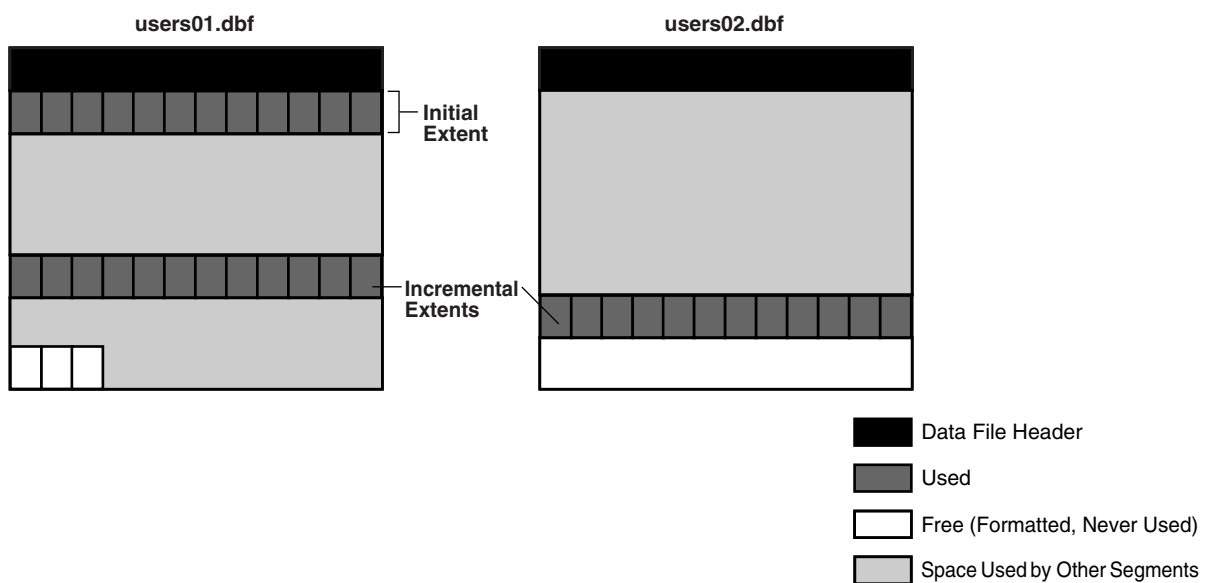 users01.dbf
users02.dbf
Initial
Extent
Incremental
Extents
Data File Header
Used
Free (Formatted, Never Used)
Space Used by Other Segments